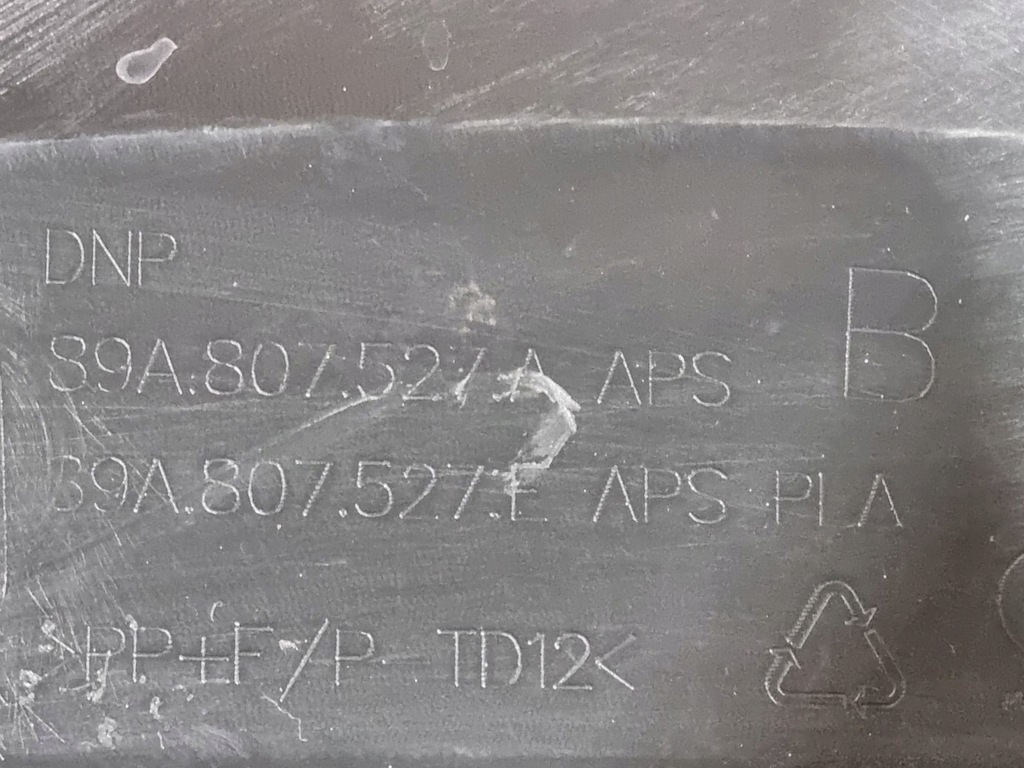 DNP
89A.807.527.A APS
B
89A.807.527.E APS PLA
>PP+E/P-TD12<